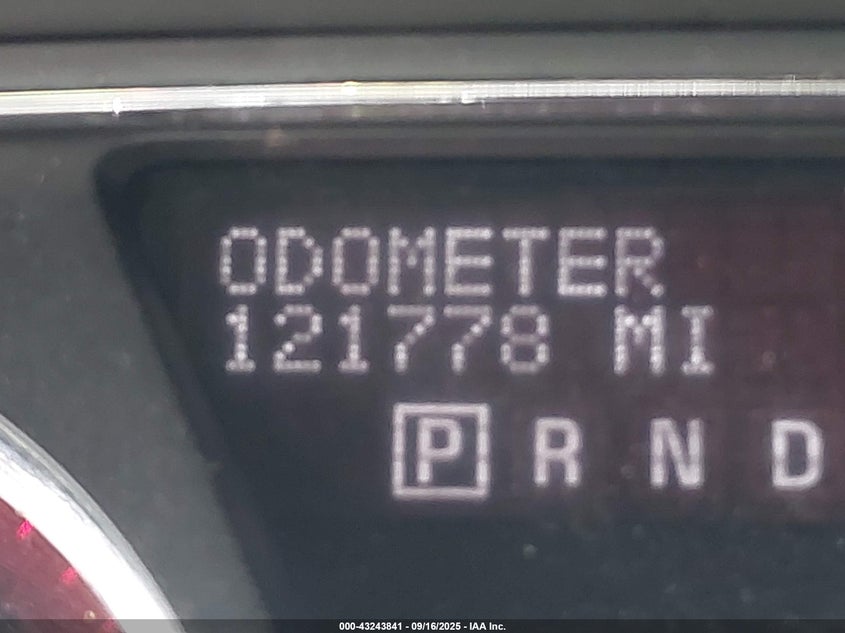 ODOMETER
121778 MI
P R N D
000-43243841 - 09/16/2025 - IAA Inc.